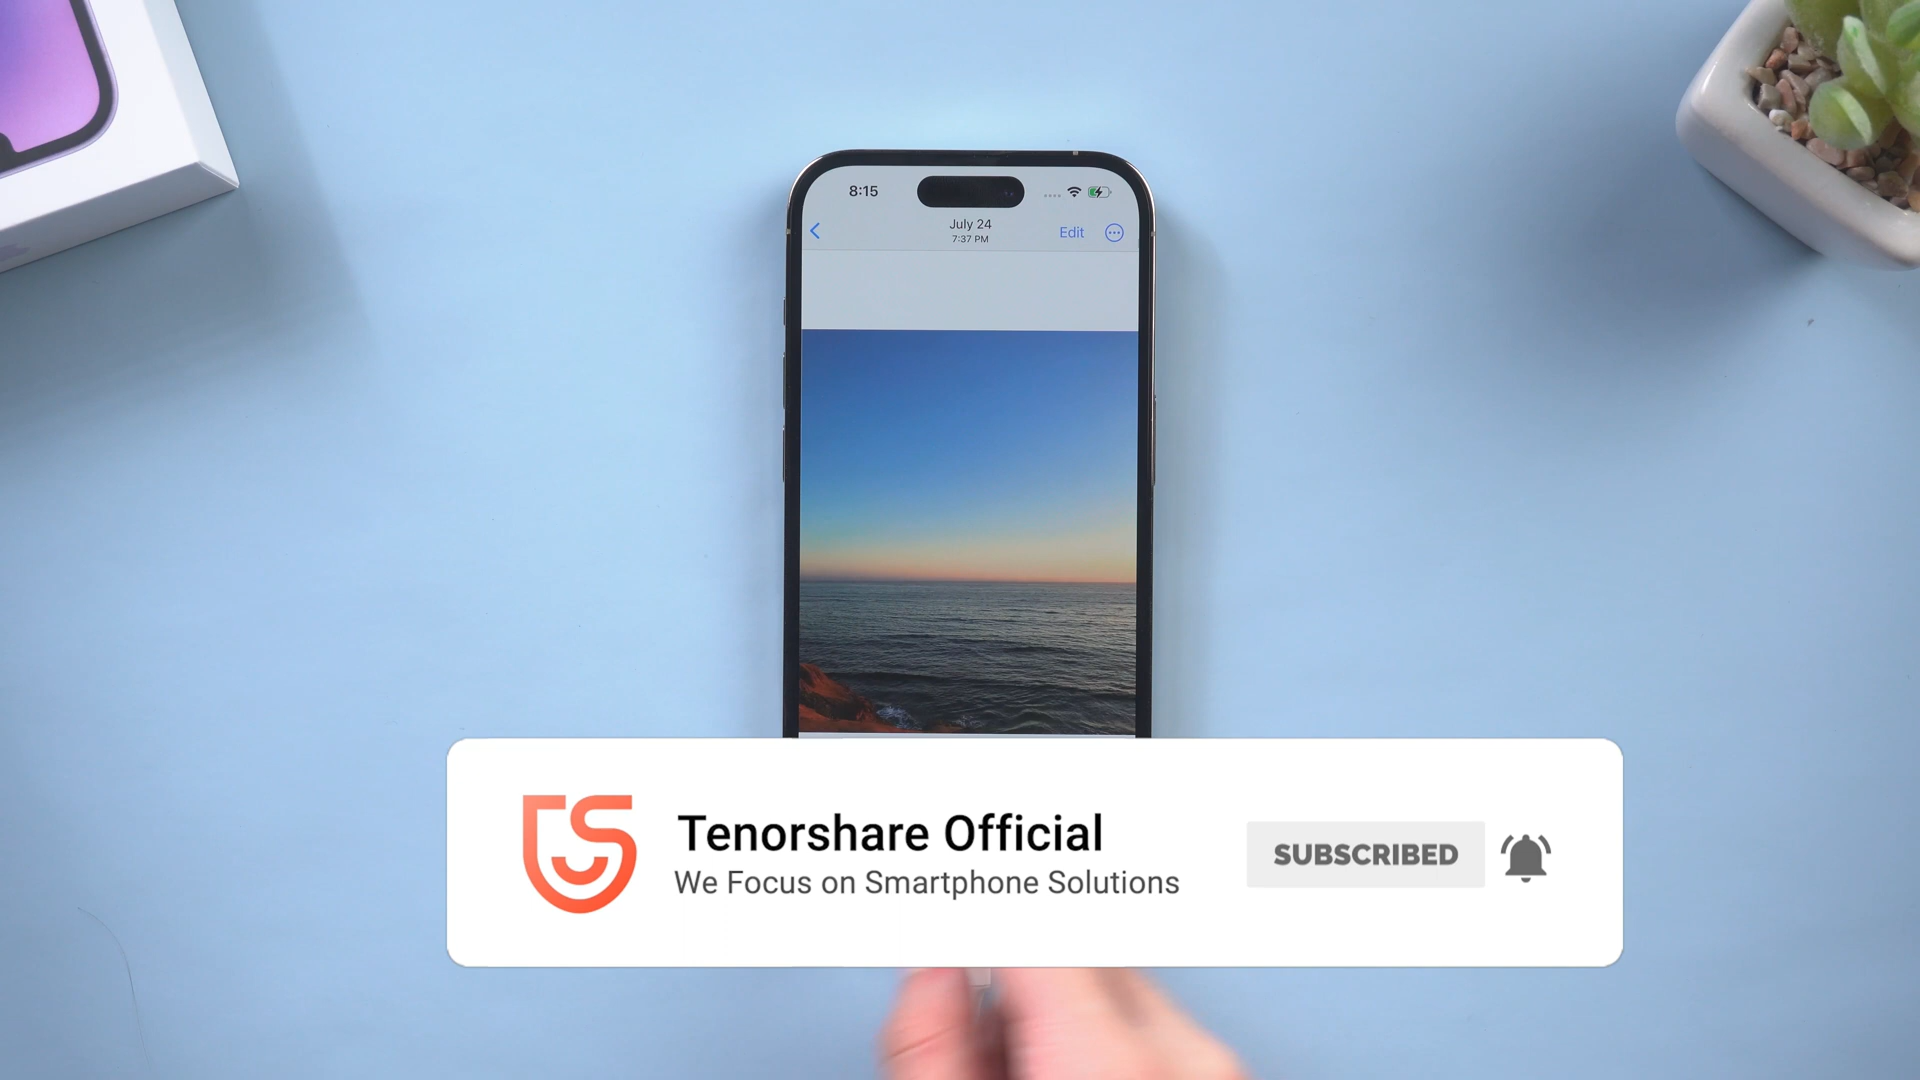 8:15
July 24
7:37 PM
Edit
Tenorshare Official
We Focus on Smartphone Solutions
SUBSCRIBED